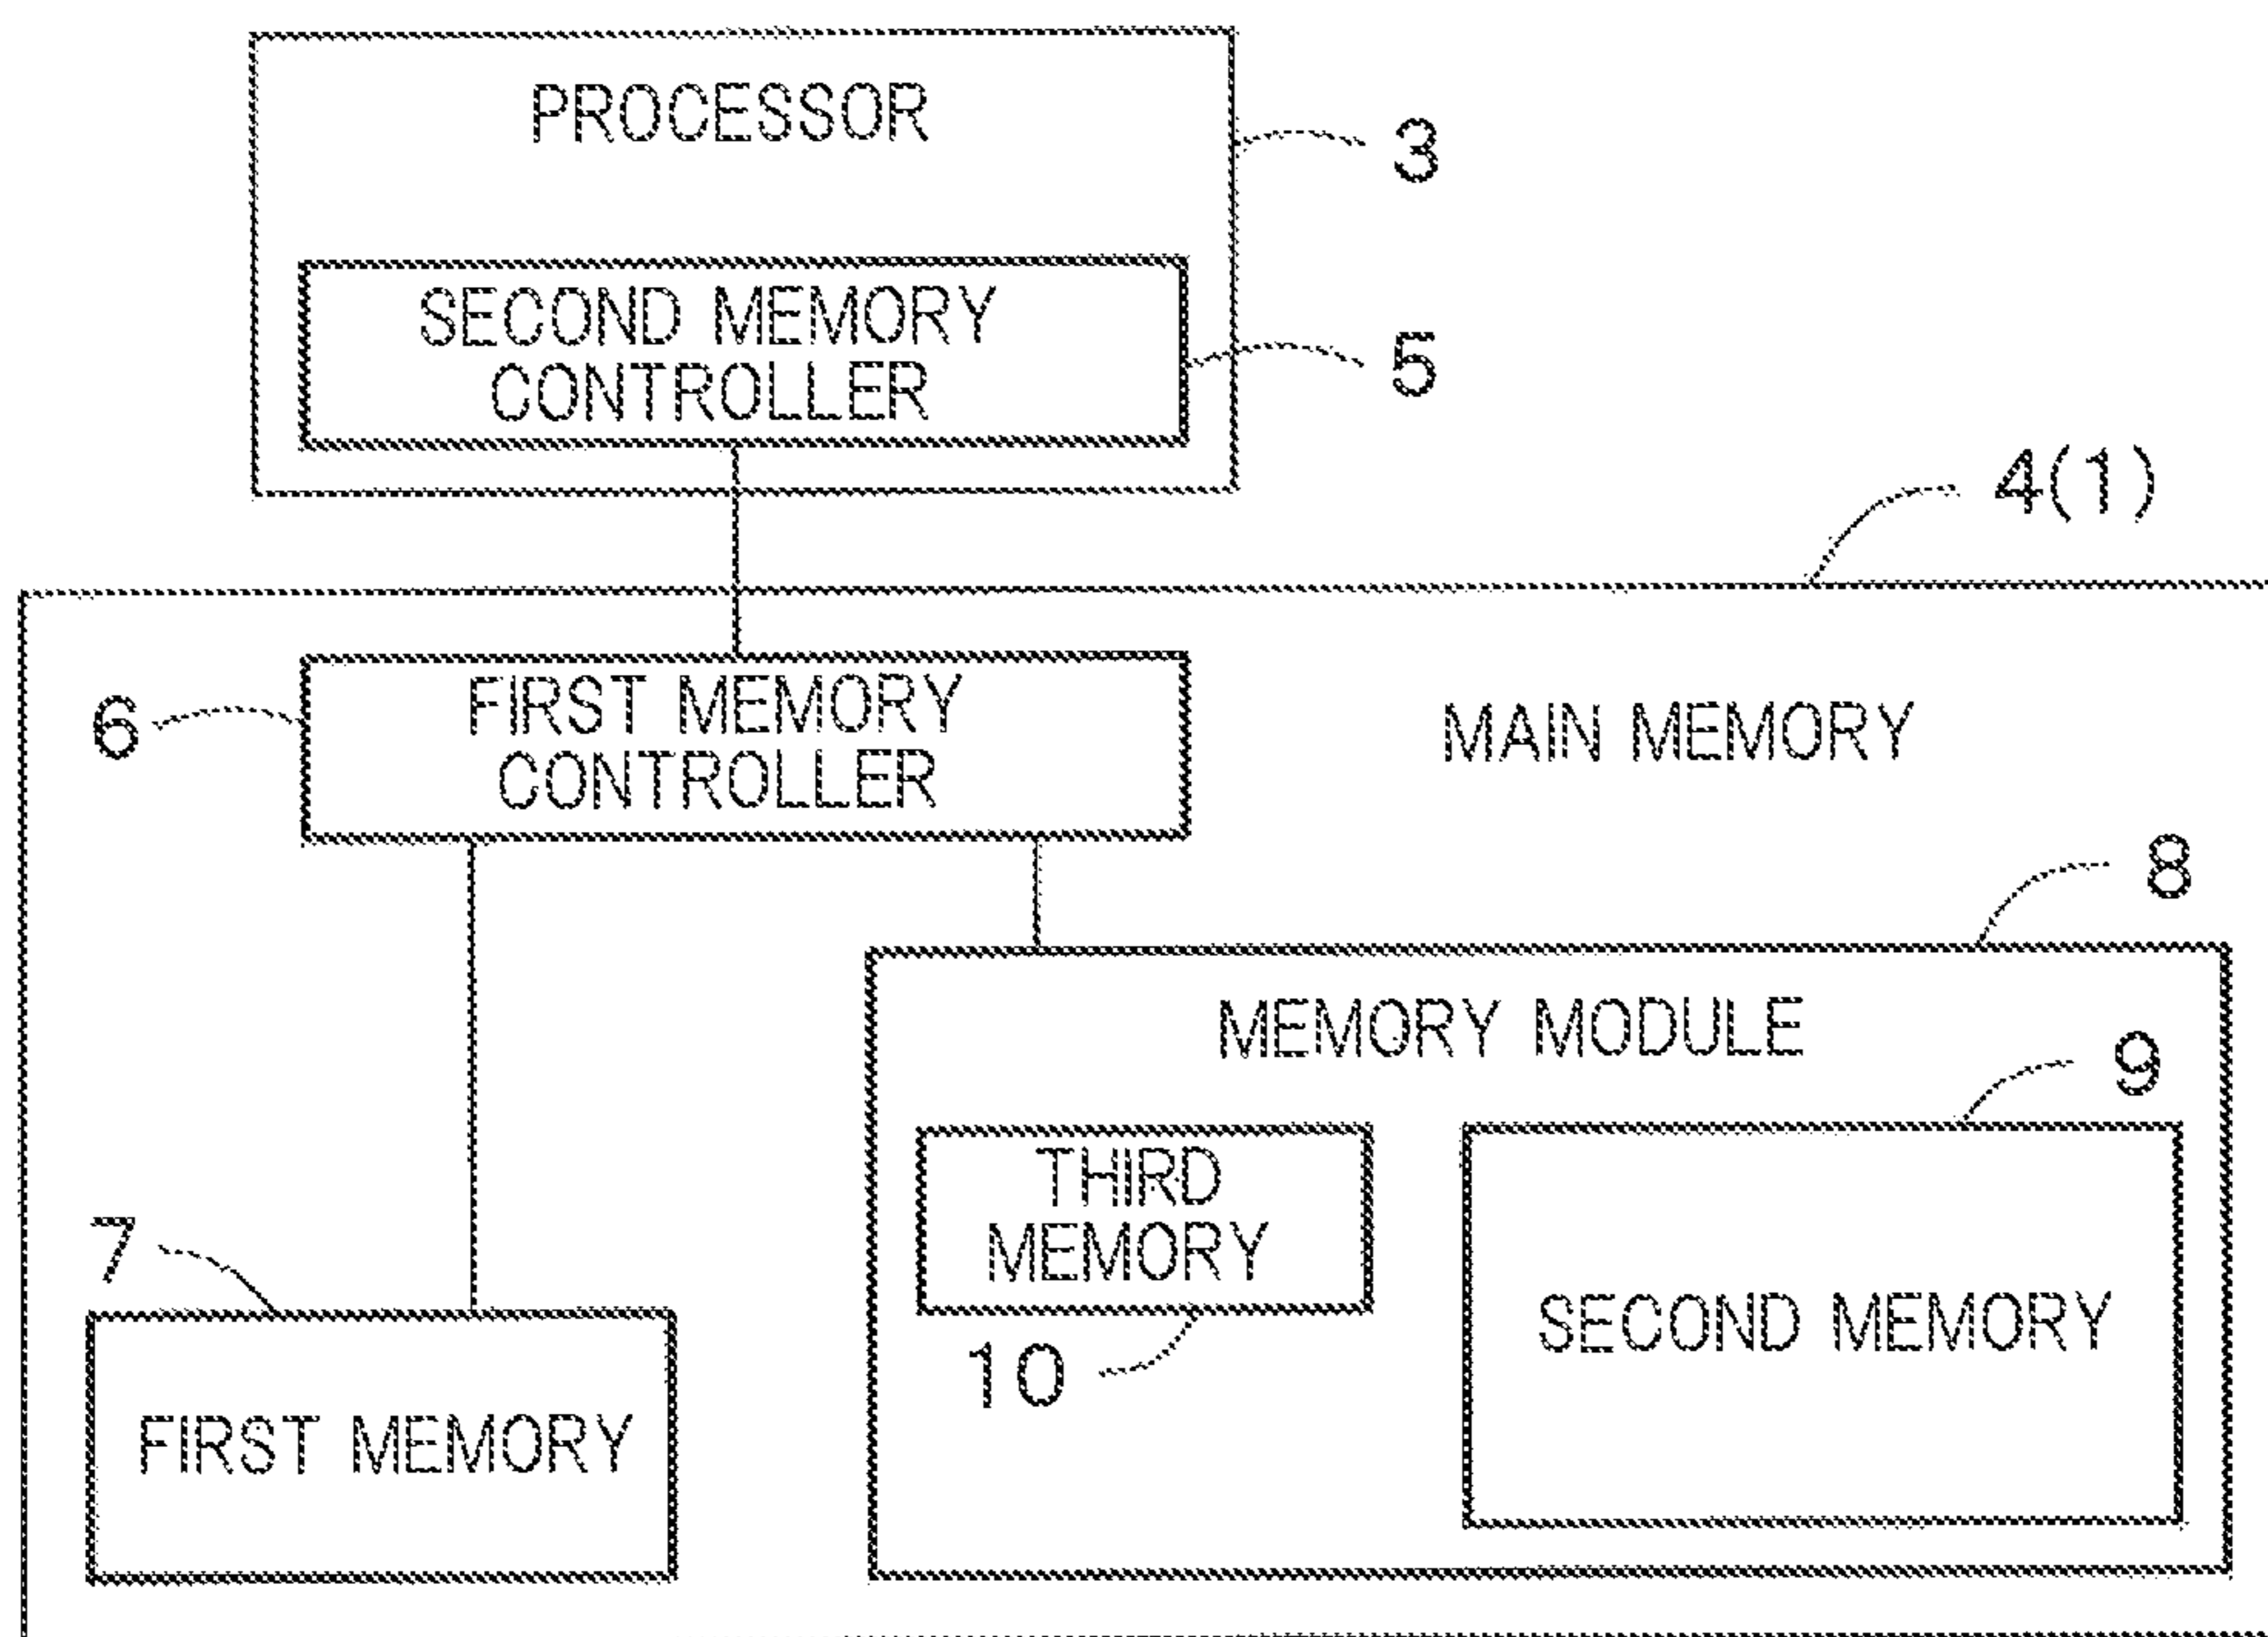 PROCESSOR
3
SECOND MEMORY
CONTROLLER
5
4(1)
6
FIRST MEMORY
CONTROLLER
MAIN MEMORY
8
MEMORY MODULE
9
THIRD
MEMORY
10
SECOND MEMORY
7
FIRST MEMORY